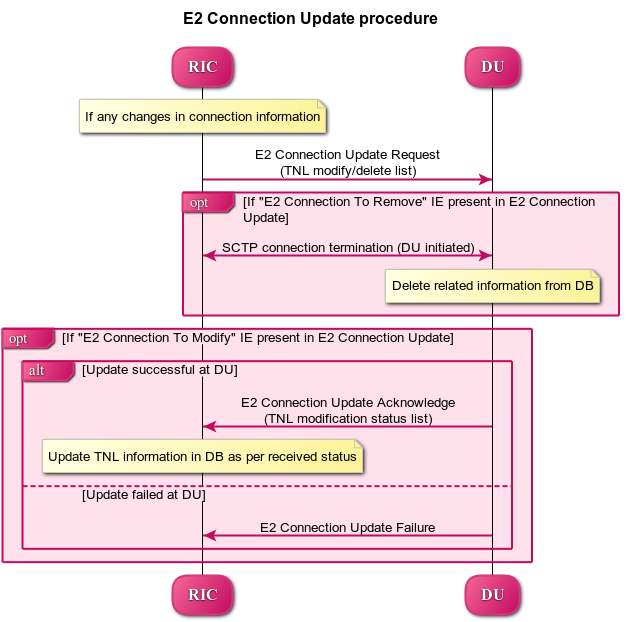 E2 Connection Update procedure
RIC
DU
If any changes in connection information
E2 Connection Update Request
(TNL modify/delete list)
opt
[If "E2 Connection To Remove" IE present in E2 Connection
Update]
SCTP connection termination (DU initiated)
Delete related information from DB
opt
[If "E2 Connection To Modify" IE present in E2 Connection Update]
alt
[Update successful at DU]
E2 Connection Update Acknowledge
(TNL modification status list)
Update TNL information in DB as per received status
[Update failed at DU]
E2 Connection Update Failure
RIC
DU